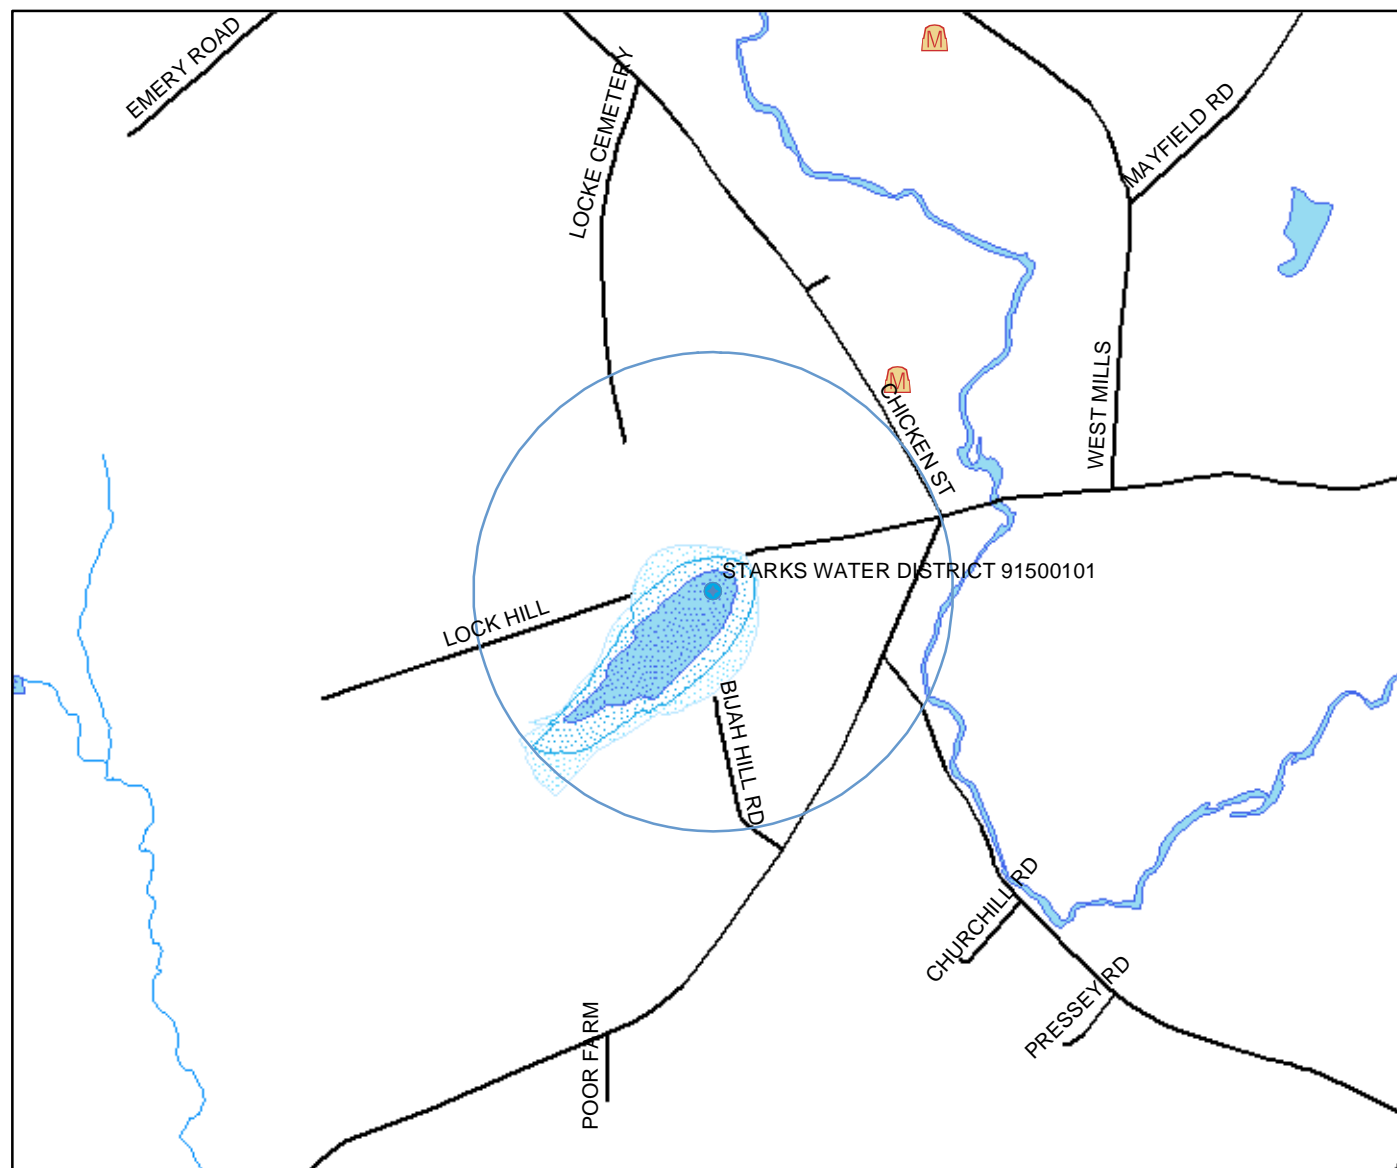 EMERY ROAD
LOCKE CEMETERY
M
MAYFIELD RD
M
CHICKEN ST
WEST MILLS
STARKS WATER DISTRICT 91500101
LOCK HILL
BIJAH HILL RD
CHURCHILL RD
PRESSEY RD
POOR FARM